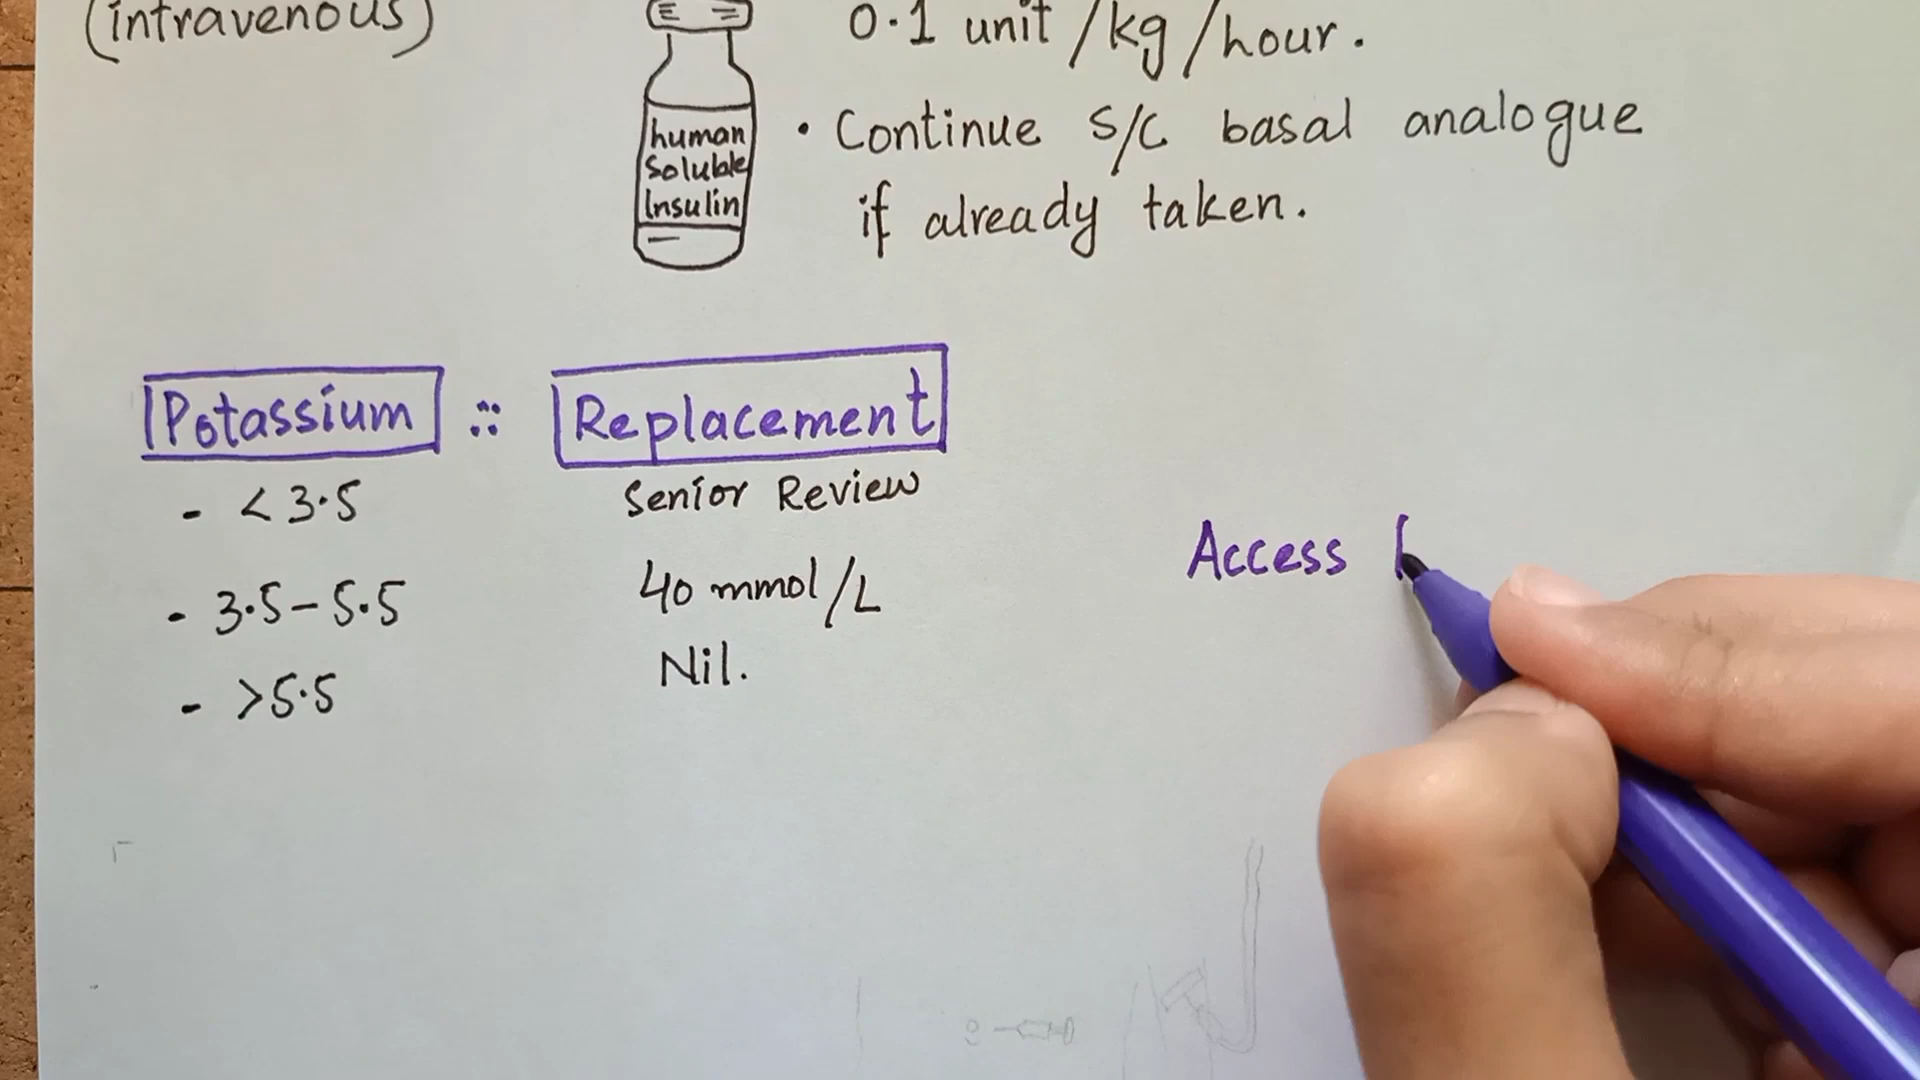 (intravenous)
human
Soluble
Insulin
0.1 unit/kg/hour.
• Continue S/C basal analogue
if already taken.
Potassium :: Replacement
- <3.5 Senior Review
- 3.5-5.5 40 mmol/L
- >5.5 Nil.
Access